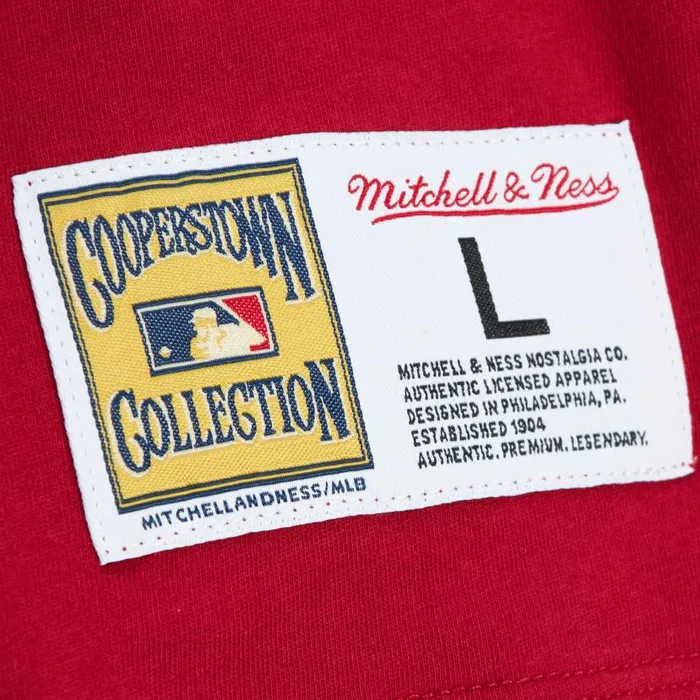 COOPERSTOWN
COLLECTION
MITCHELLANDNESS/MLB
Mitchell & Ness
L
MITCHELL & NESS NOSTALGIA CO.
AUTHENTIC LICENSED APPAREL
DESIGNED IN PHILADELPHIA, PA.
ESTABLISHED 1904
AUTHENTIC. PREMIUM. LEGENDARY.